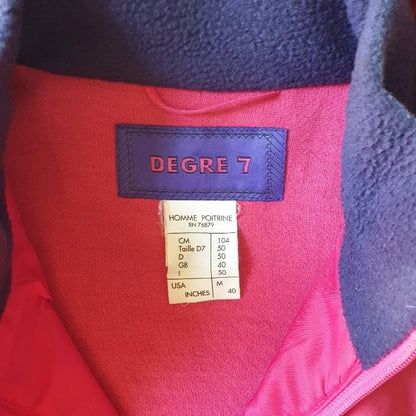 DEGRE 7
HOMME POITRINE
RN 76879
CM 104
Taille D7 50
D 50
GB 40
I 50
USA M
INCHES 40